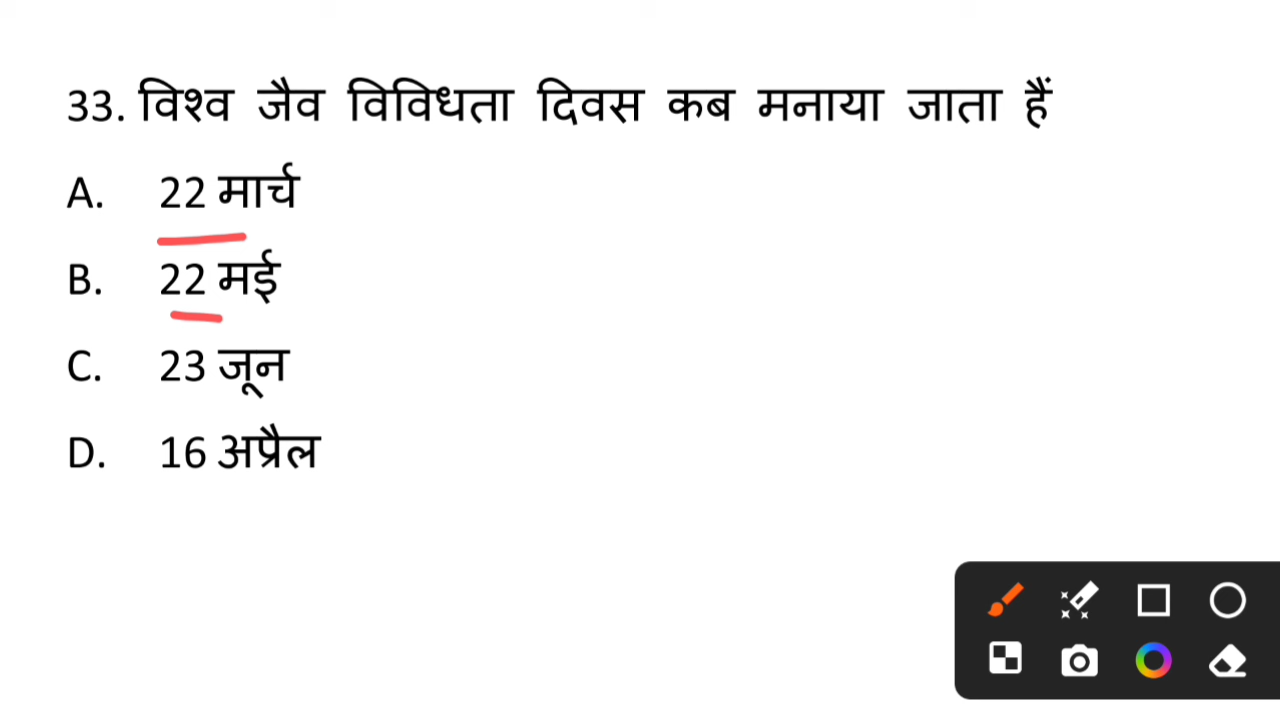 33. विश्व जैव विविधता दिवस कब मनाया जाता हैं
A. 22 मार्च
B. 22 मई
C. 23 जून
D. 16 अप्रैल